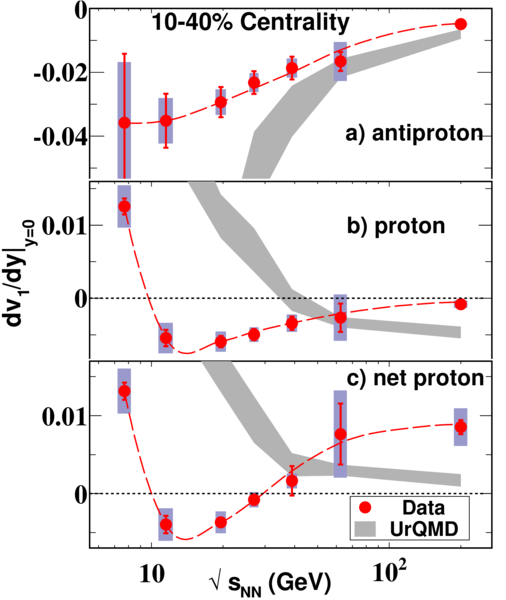 10-40% Centrality
0
-0.02
-0.04
a) antiproton
0.01
0
b) proton
dv₁/dy|y=0
c) net proton
0.01
0
Data
UrQMD
10
10²
√ sNN (GeV)